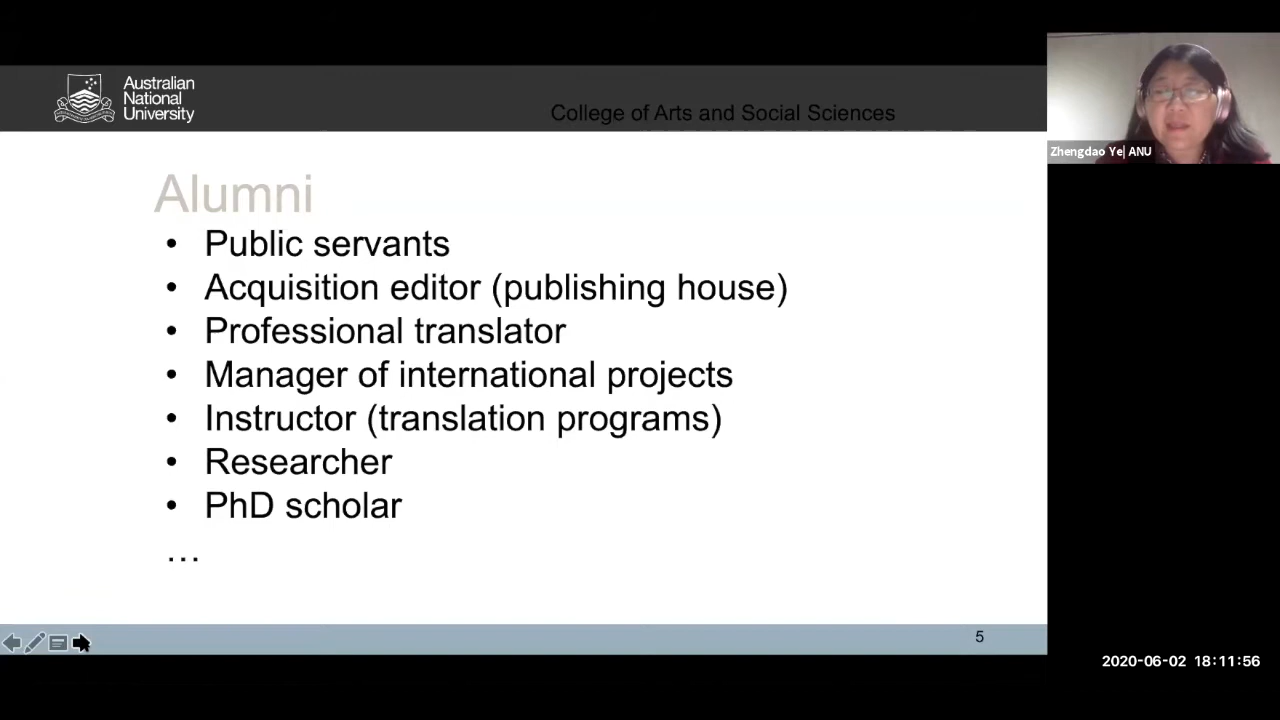 Australian
National
University
College of Arts and Social Sciences
Zhengdao Ye| ANU
Alumni
• Public servants
• Acquisition editor (publishing house)
• Professional translator
• Manager of international projects
• Instructor (translation programs)
• Researcher
• PhD scholar
…
5
2020-06-02 18:11:56